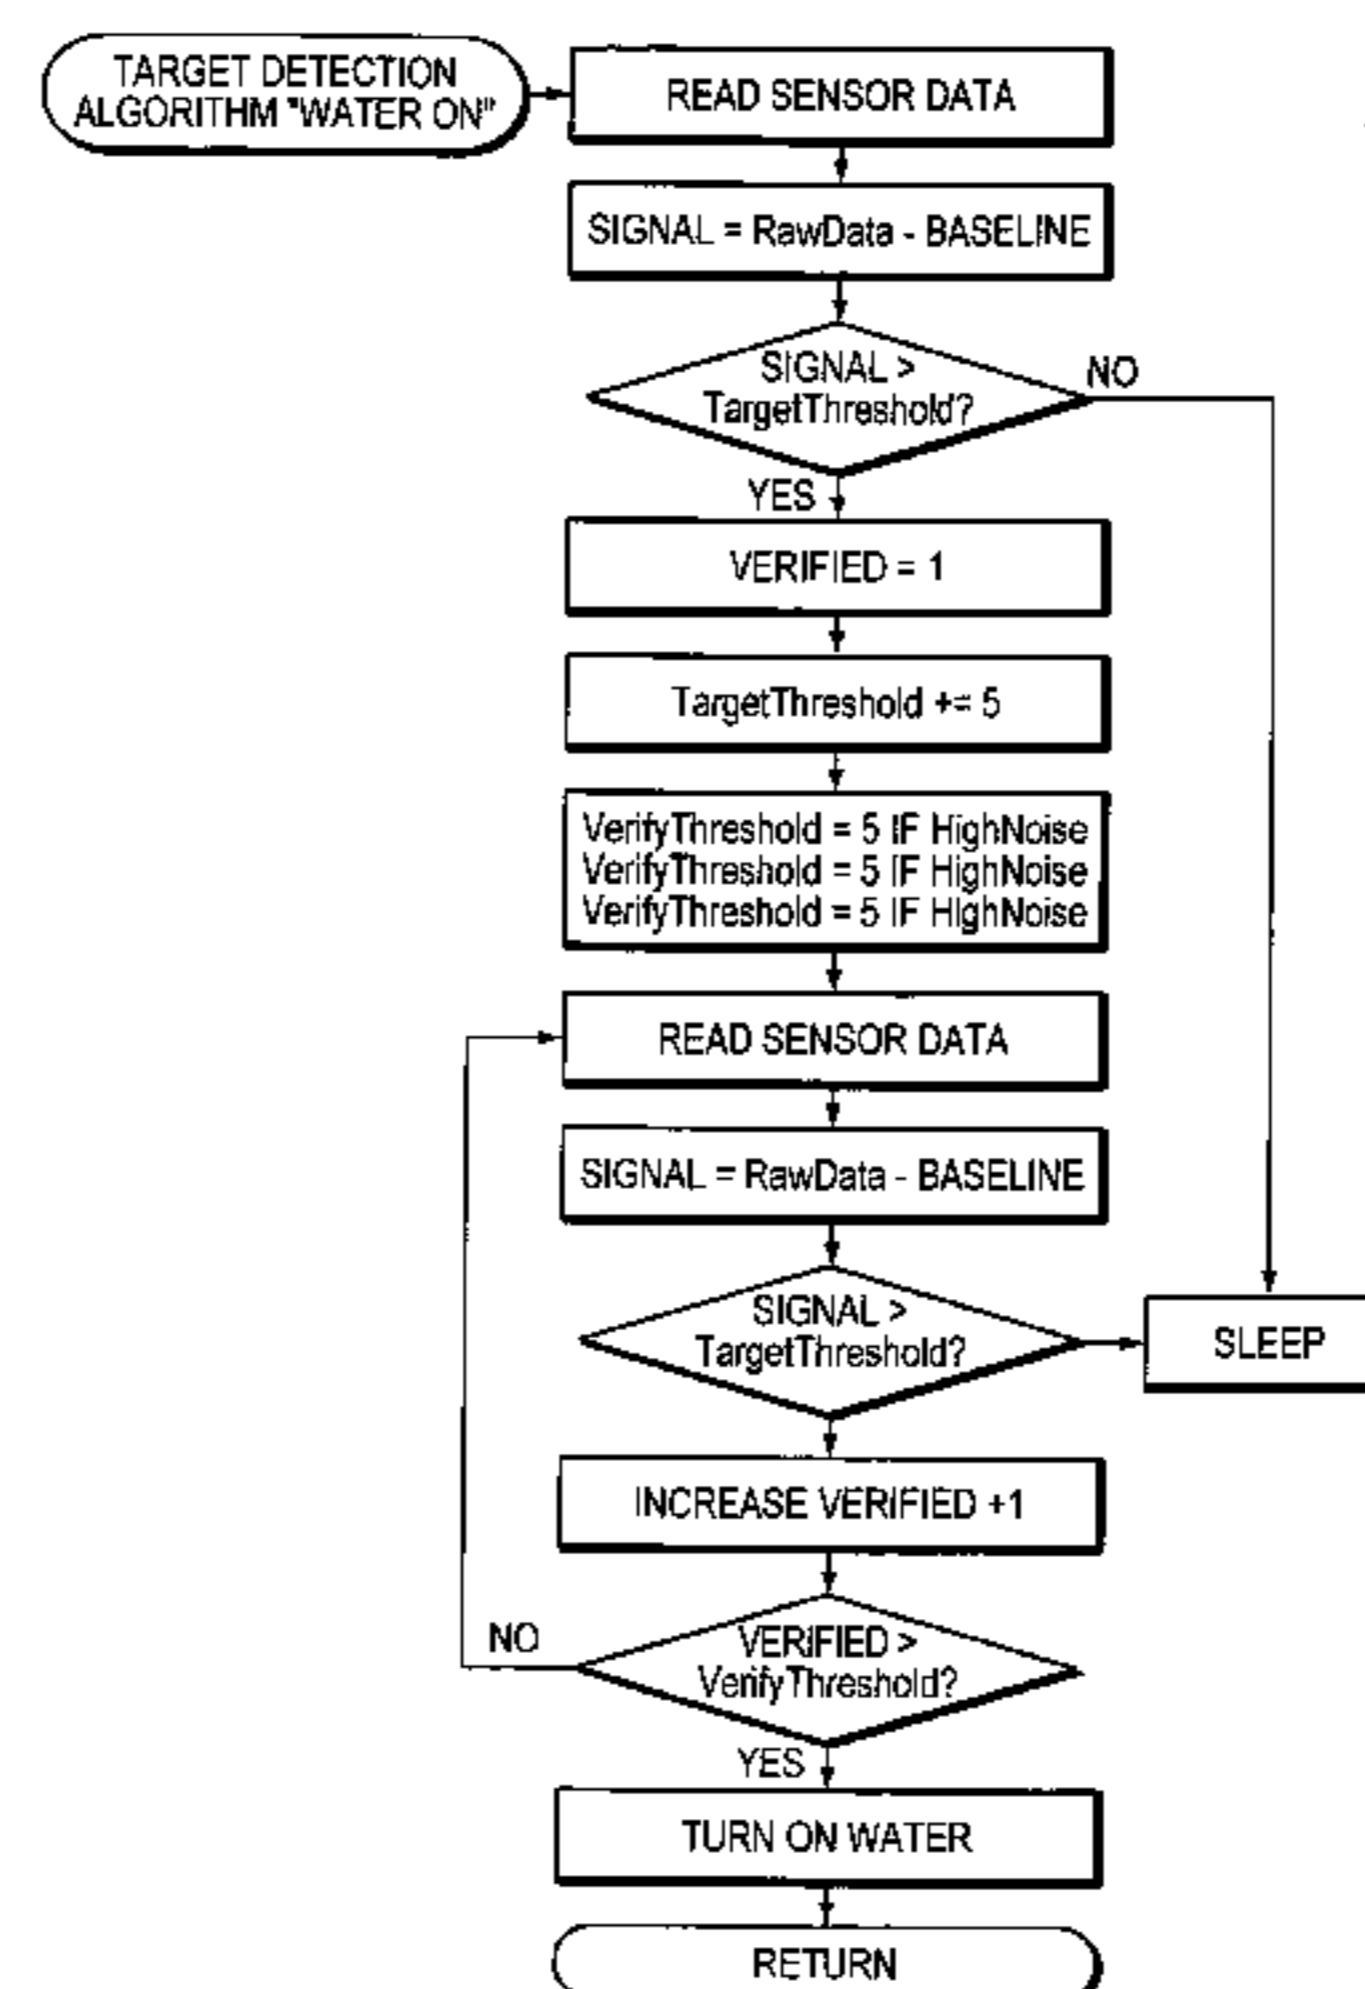 TARGET DETECTION
ALGORITHM "WATER ON"
READ SENSOR DATA
SIGNAL = RawData - BASELINE
SIGNAL >
TargetThreshold?
NO
YES
VERIFIED = 1
TargetThreshold += 5
VerifyThreshold = 5 IF HighNoise
VerifyThreshold = 5 IF HighNoise
VerifyThreshold = 5 IF HighNoise
READ SENSOR DATA
SIGNAL = RawData - BASELINE
SIGNAL >
TargetThreshold?
SLEEP
INCREASE VERIFIED +1
NO
VERIFIED >
VerifyThreshold?
YES
TURN ON WATER
RETURN